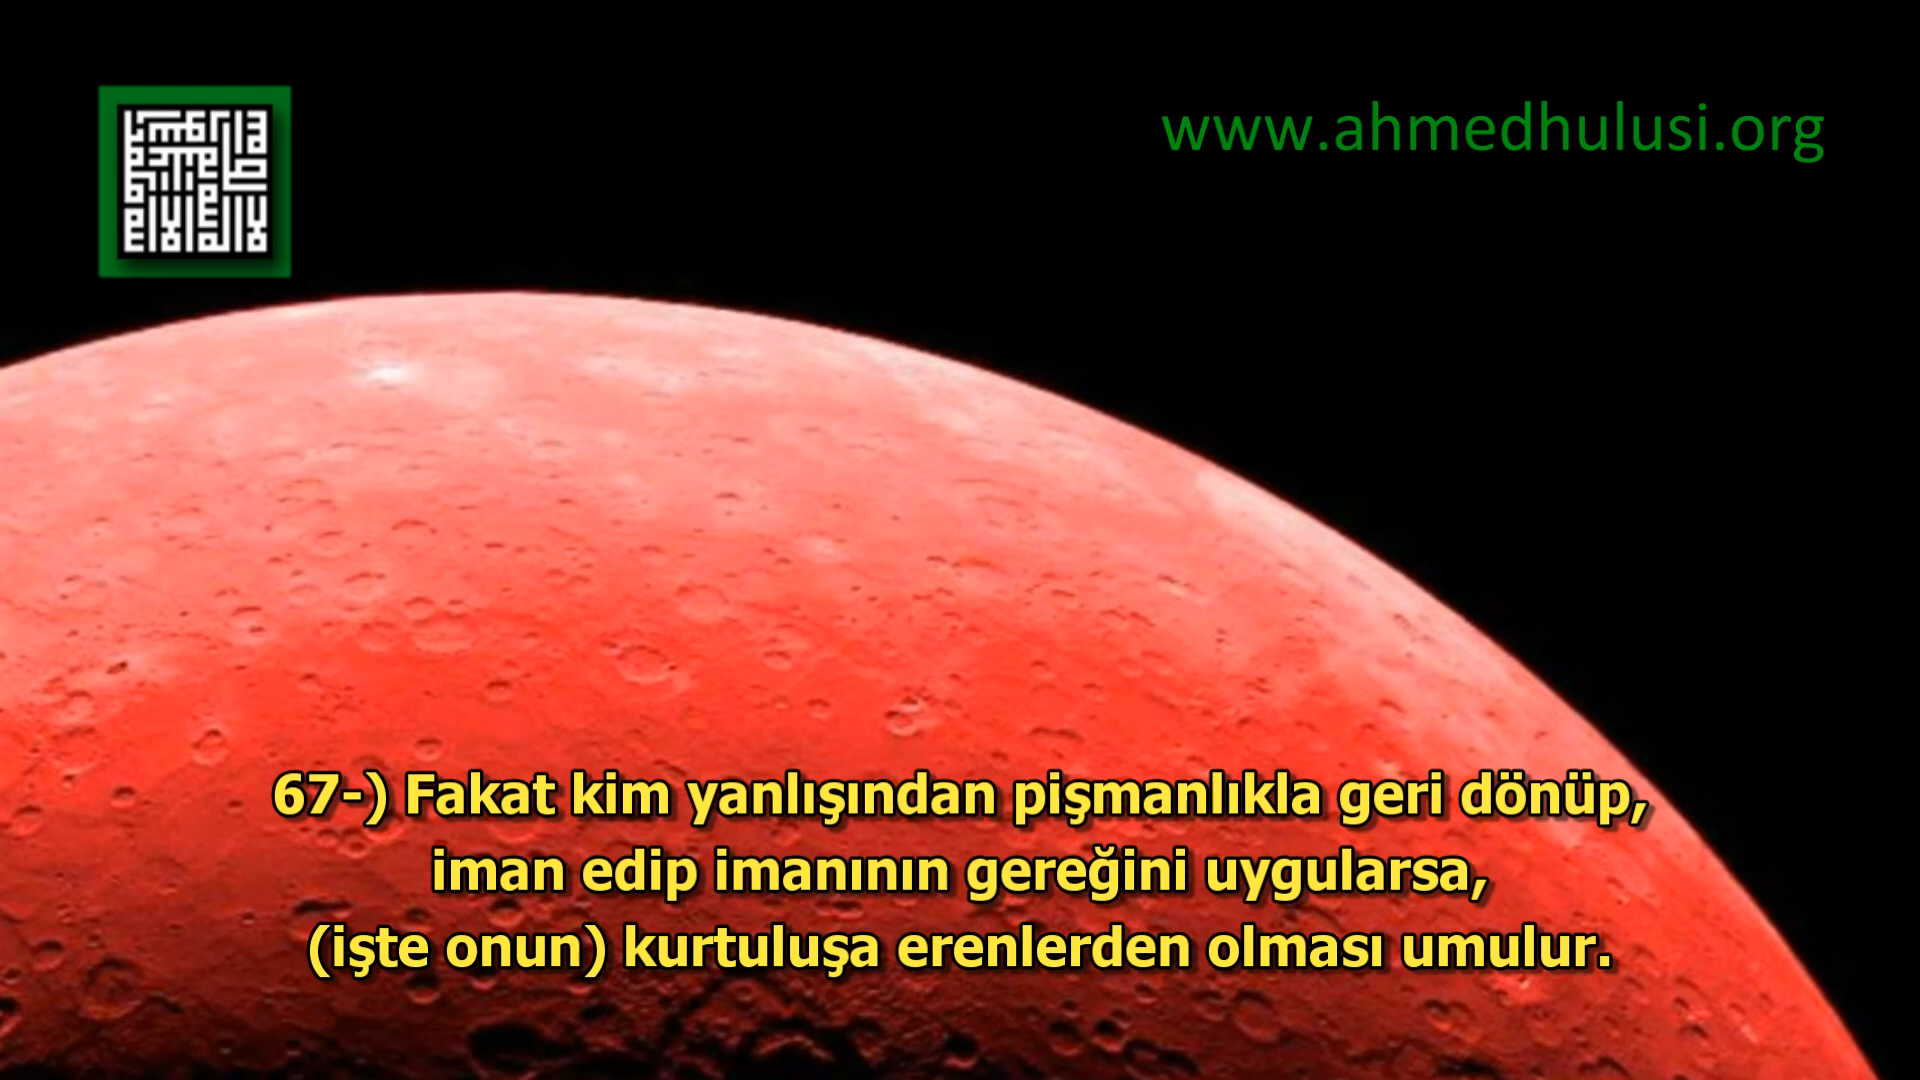 www.ahmedhulusi.org
67-) Fakat kim yanlışından pişmanlıkla geri dönüp,
iman edip imanının gereğini uygularsa,
(işte onun) kurtuluşa erenlerden olması umulur.